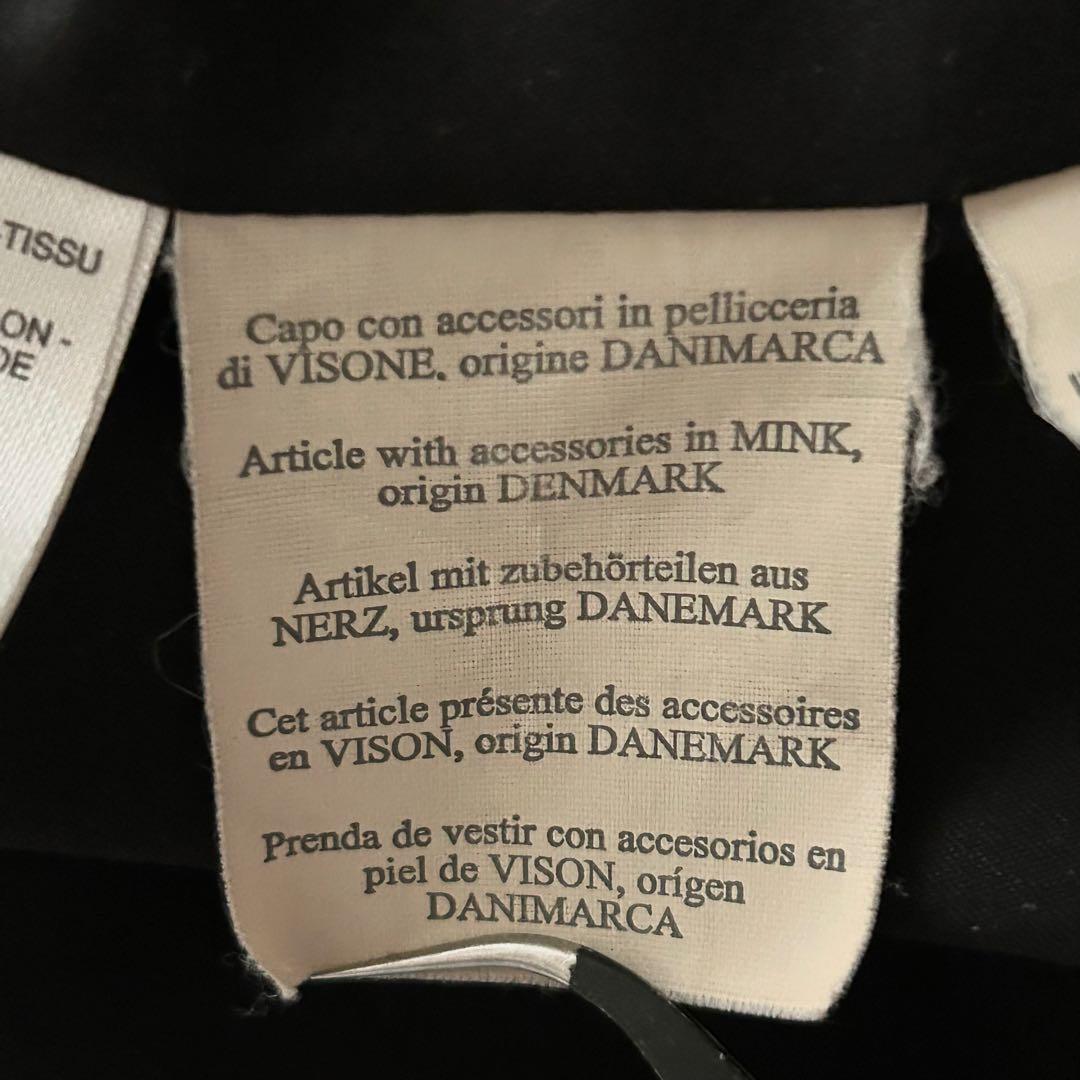 -TISSU
ON -
DE
Capo con accessori in pellicceria
di VISONE. origine DANIMARCA
Article with accessories in MINK,
origin DENMARK
Artikel mit zubehörteilen aus
NERZ, ursprung DANEMARK
Cet article présente des accessoires
en VISON, origin DANEMARK
Prenda de vestir con accesorios en
piel de VISON, orígen
DANIMARCA